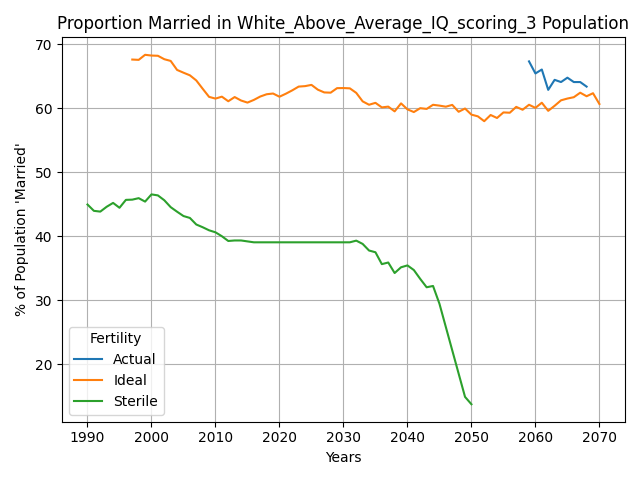 Proportion Married in White_Above_Average_IQ_scoring_3 Population
% of Population 'Married'
70
60
50
40
30
20
Fertility
Actual
Ideal
Sterile
1990 2000 2010 2020 2030 2040 2050 2060 2070
Years